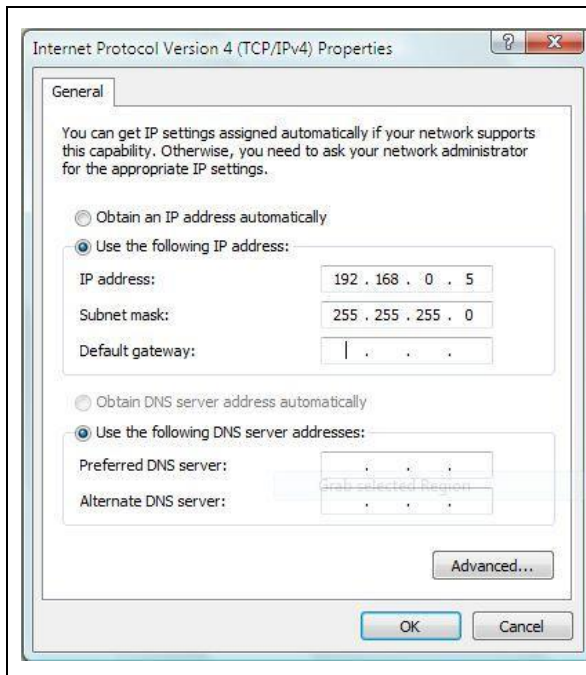 Internet Protocol Version 4 (TCP/IPv4) Properties
General
You can get IP settings assigned automatically if your network supports
this capability. Otherwise, you need to ask your network administrator
for the appropriate IP settings.
Obtain an IP address automatically
Use the following IP address:
IP address: 192 . 168 . 0 . 5
Subnet mask: 255 . 255 . 255 . 0
Default gateway: . . .
Obtain DNS server address automatically
Use the following DNS server addresses:
Preferred DNS server: . . .
Grab selected Region
Alternate DNS server: . . .
Advanced...
OK Cancel